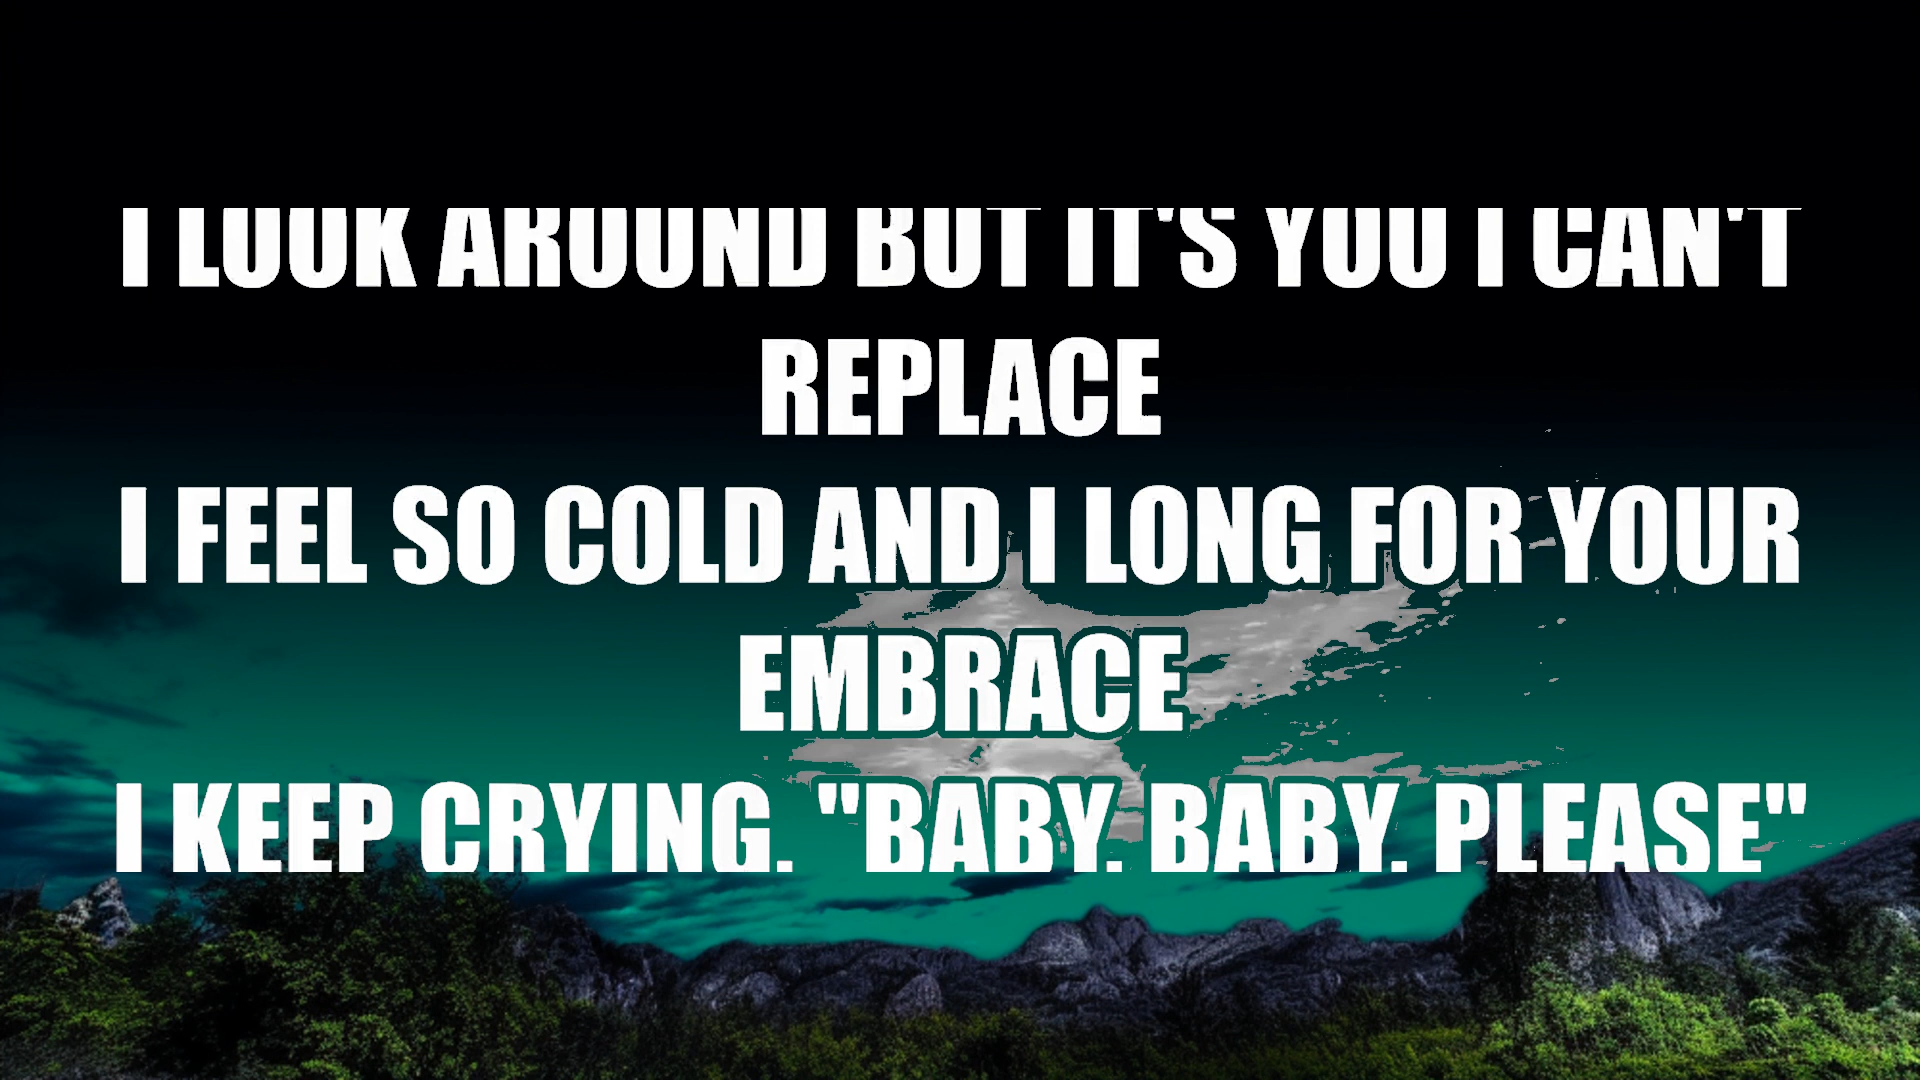 I LOOK AROUND BUT IT'S YOU I CAN'T
REPLACE
I FEEL SO COLD AND I LONG FOR YOUR
EMBRACE
I KEEP CRYING. "BABY. BABY. PLEASE"